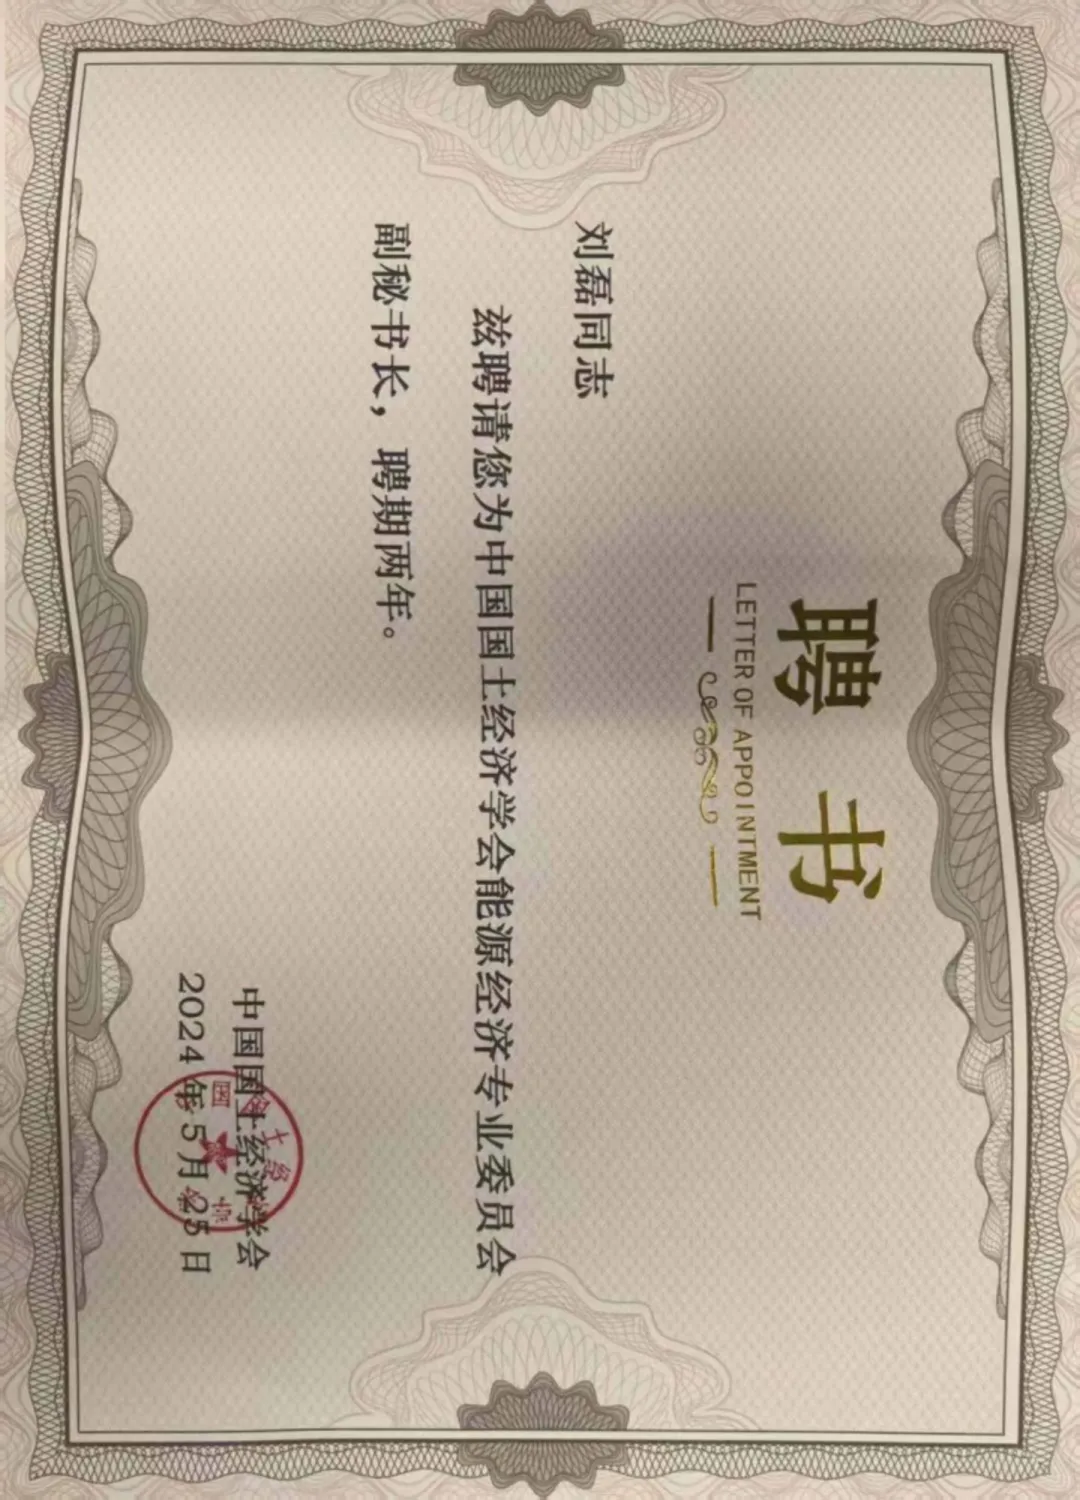 聘书
LETTER OF APPOINTMENT
刘磊同志
兹聘请您为中国国土经济学会能源经济专业委员会
副秘书长，聘期两年。
中国国土经济学会
2024年5月25日